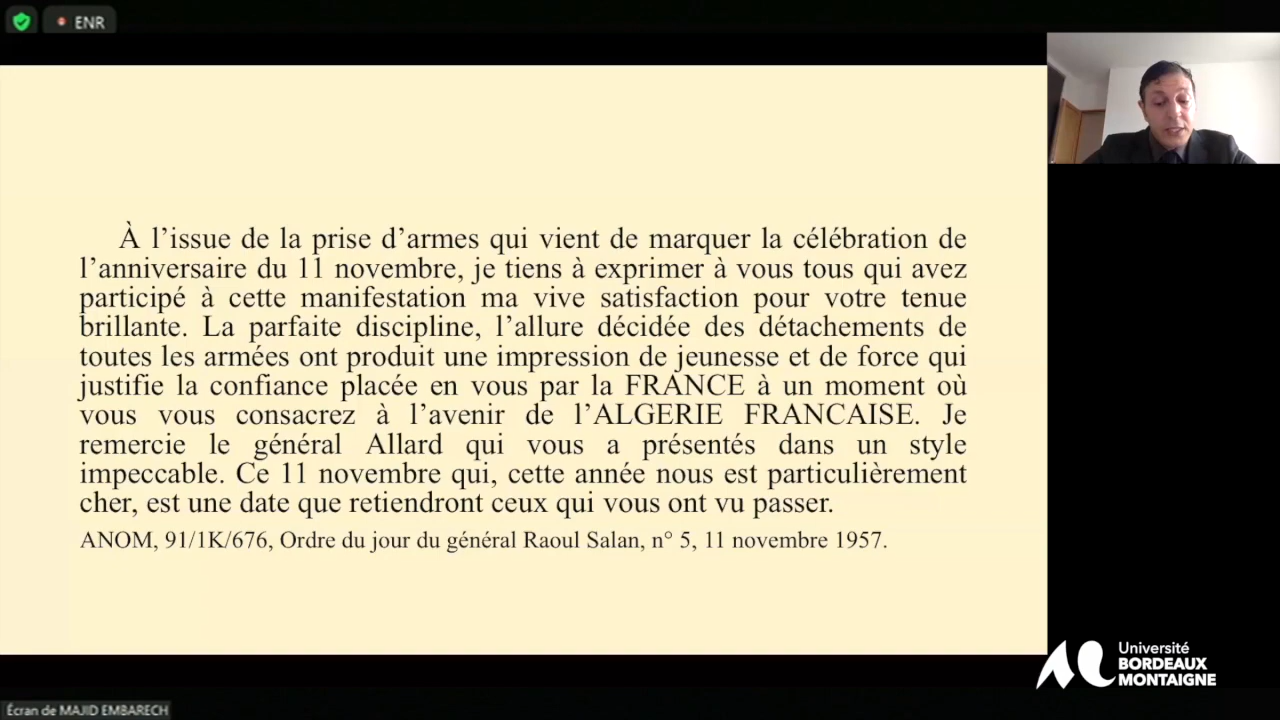 ENR
À l’issue de la prise d’armes qui vient de marquer la célébration de
l’anniversaire du 11 novembre, je tiens à exprimer à vous tous qui avez
participé à cette manifestation ma vive satisfaction pour votre tenue
brillante. La parfaite discipline, l’allure décidée des détachements de
toutes les armées ont produit une impression de jeunesse et de force qui
justifie la confiance placée en vous par la FRANCE à un moment où
vous vous consacrez à l’avenir de l’ALGERIE FRANCAISE. Je
remercie le général Allard qui vous a présentés dans un style
impeccable. Ce 11 novembre qui, cette année nous est particulièrement
cher, est une date que retiendront ceux qui vous ont vu passer.
ANOM, 91/1K/676, Ordre du jour du général Raoul Salan, n° 5, 11 novembre 1957.
Université
BORDEAUX
MONTAIGNE
Écran de MAJID EMBARECH